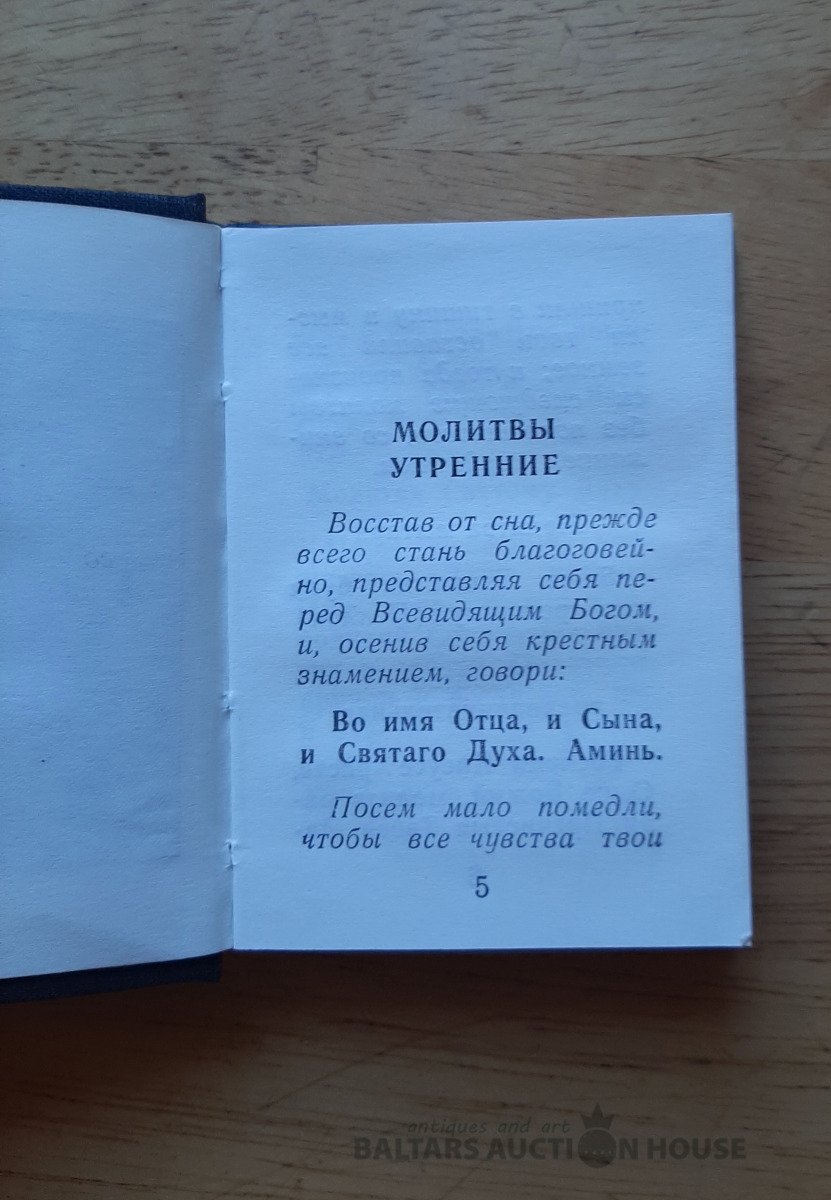 МОЛИТВЫ
УТРЕННИЕ
Восстав от сна, прежде
всего стань благоговей-
но, представляя себя пе-
ред Всевидящим Богом,
и, осенив себя крестным
знамением, говори:
Во имя Отца, и Сына,
и Святаго Духа. Аминь.
Посем мало помедли,
чтобы все чувства твои
5
antiques and art
BALTARS AUCTION HOUSE